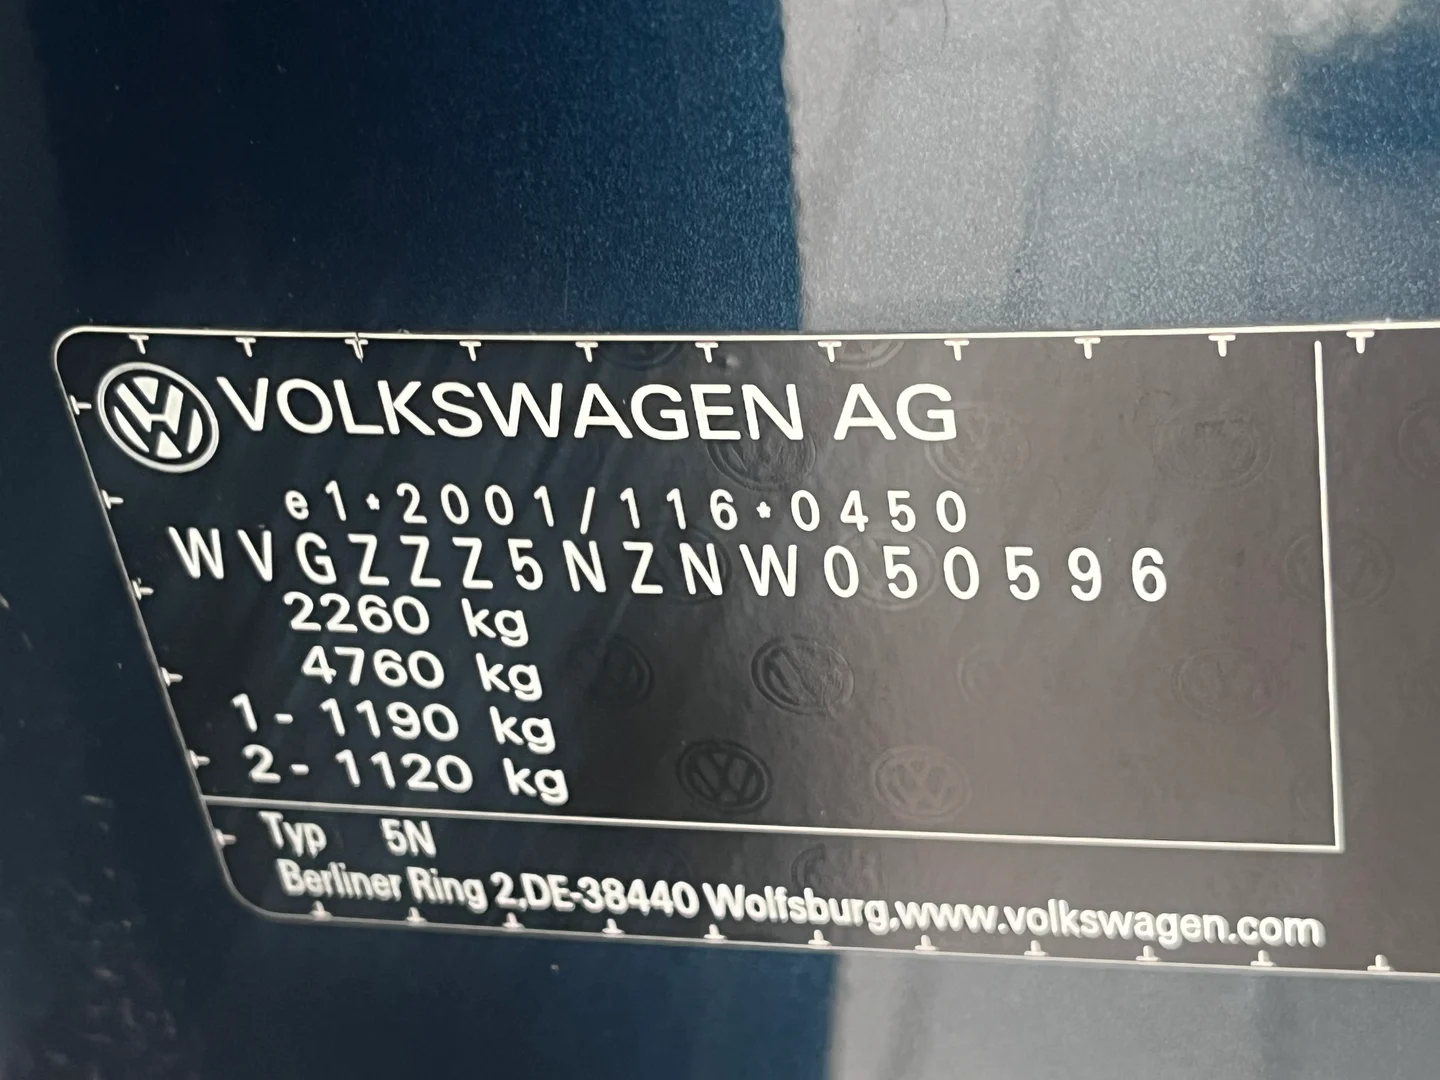 VOLKSWAGEN AG
e1*2001/116*0450
WVGZZZ5NZNW050596
2260 kg
4760 kg
1- 1190 kg
2- 1120 kg
Typ 5N
Berliner Ring 2,DE-38440 Wolfsburg,www.volkswagen.com